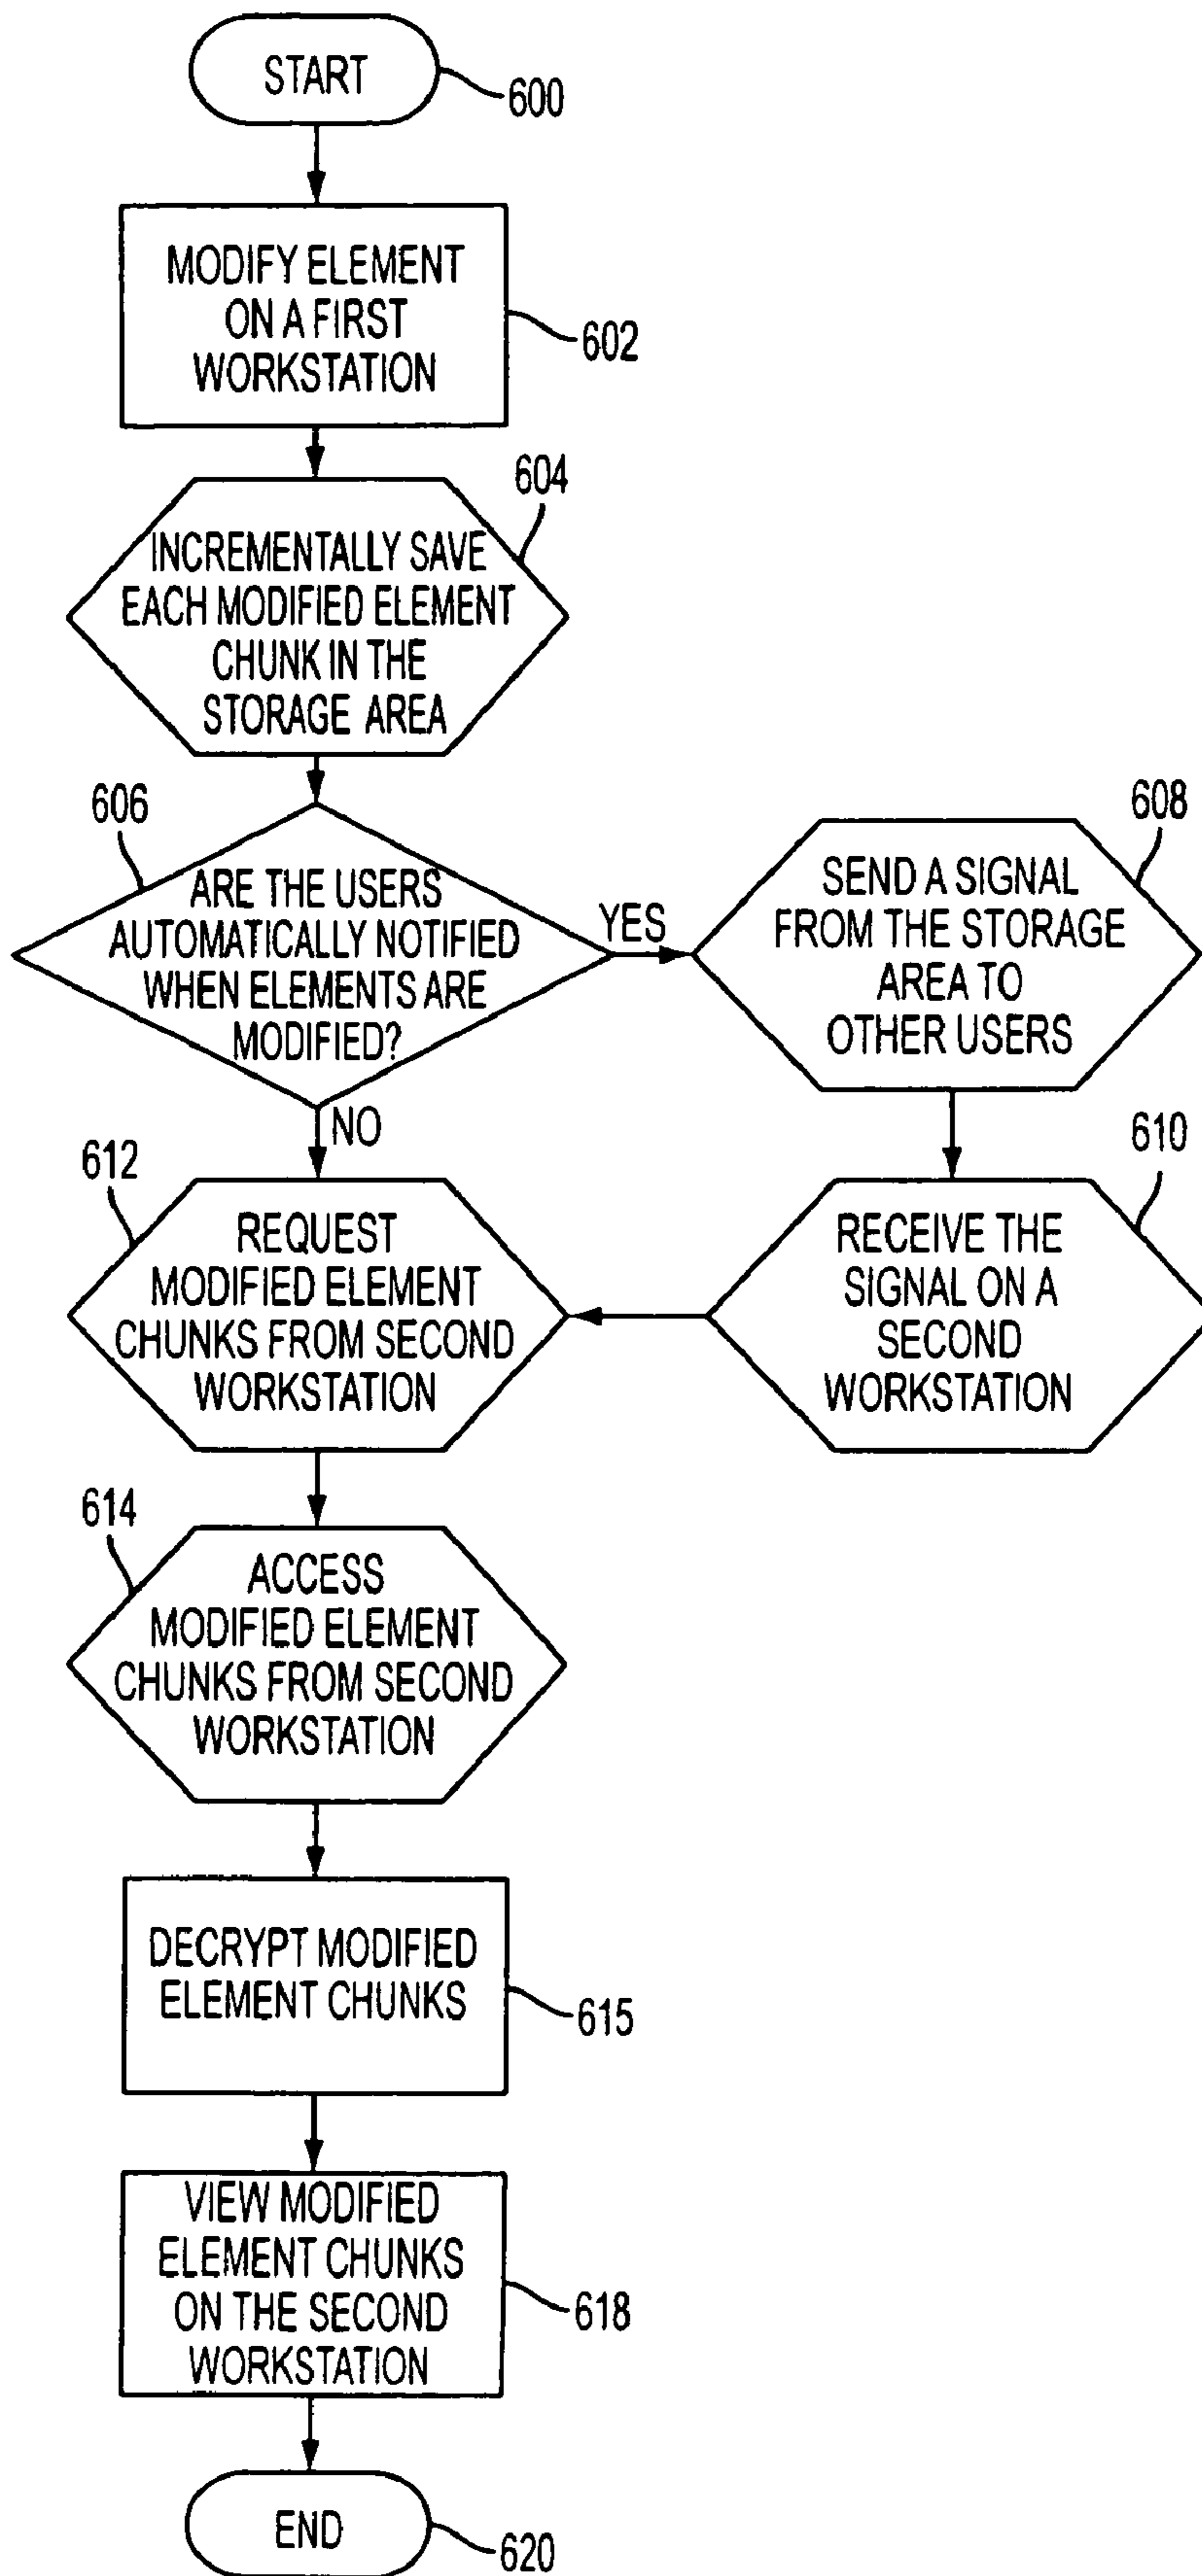 START
600
MODIFY ELEMENT
ON A FIRST
WORKSTATION
602
604
INCREMENTALLY SAVE
EACH MODIFIED ELEMENT
CHUNK IN THE
STORAGE AREA
606
ARE THE USERS
AUTOMATICALLY NOTIFIED
WHEN ELEMENTS ARE
MODIFIED?
YES
608
SEND A SIGNAL
FROM THE STORAGE
AREA TO
OTHER USERS
NO
610
RECEIVE THE
SIGNAL ON A
SECOND
WORKSTATION
612
REQUEST
MODIFIED ELEMENT
CHUNKS FROM SECOND
WORKSTATION
614
ACCESS
MODIFIED ELEMENT
CHUNKS FROM SECOND
WORKSTATION
DECRYPT MODIFIED
ELEMENT CHUNKS
615
VIEW MODIFIED
ELEMENT CHUNKS
ON THE SECOND
WORKSTATION
618
END
620